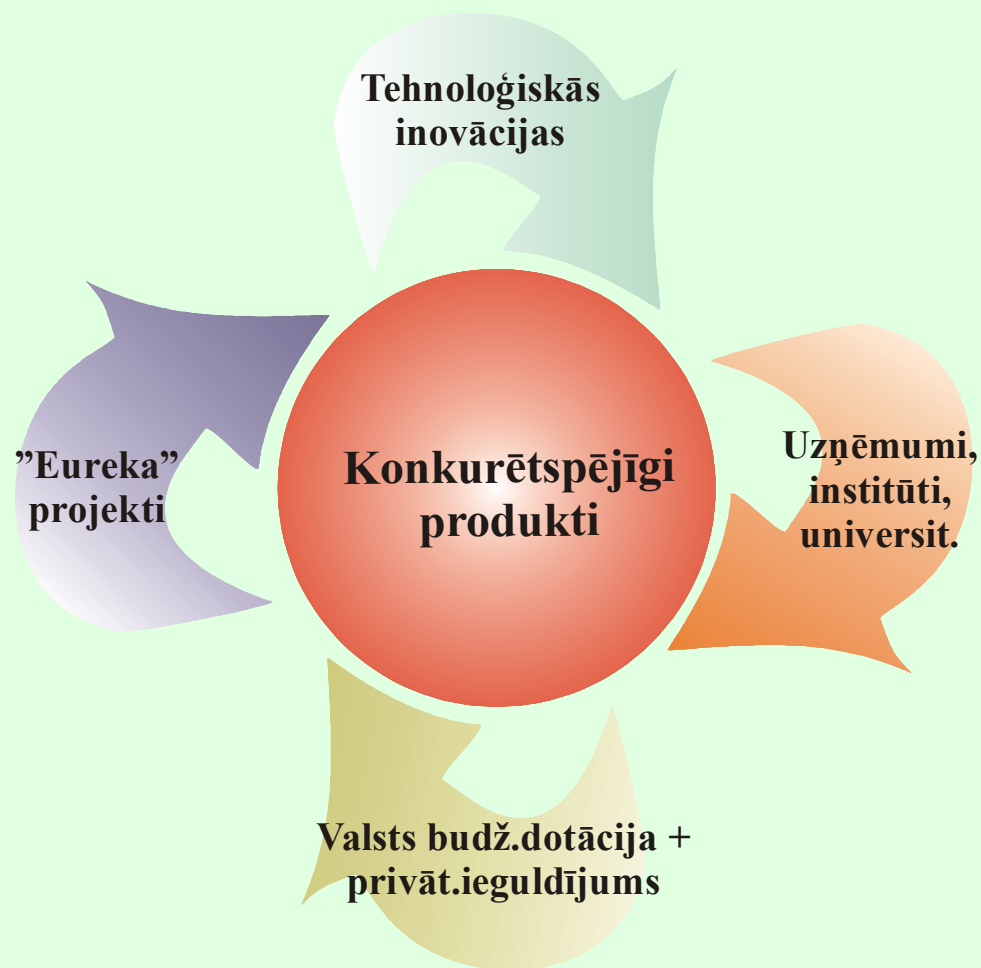 Tehnoloģiskās
inovācijas
Uzņēmumi,
institūti,
universit.
”Eureka”
projekti
Konkurētspējīgi
produkti
Valsts budž.dotācija +
privāt.ieguldījums